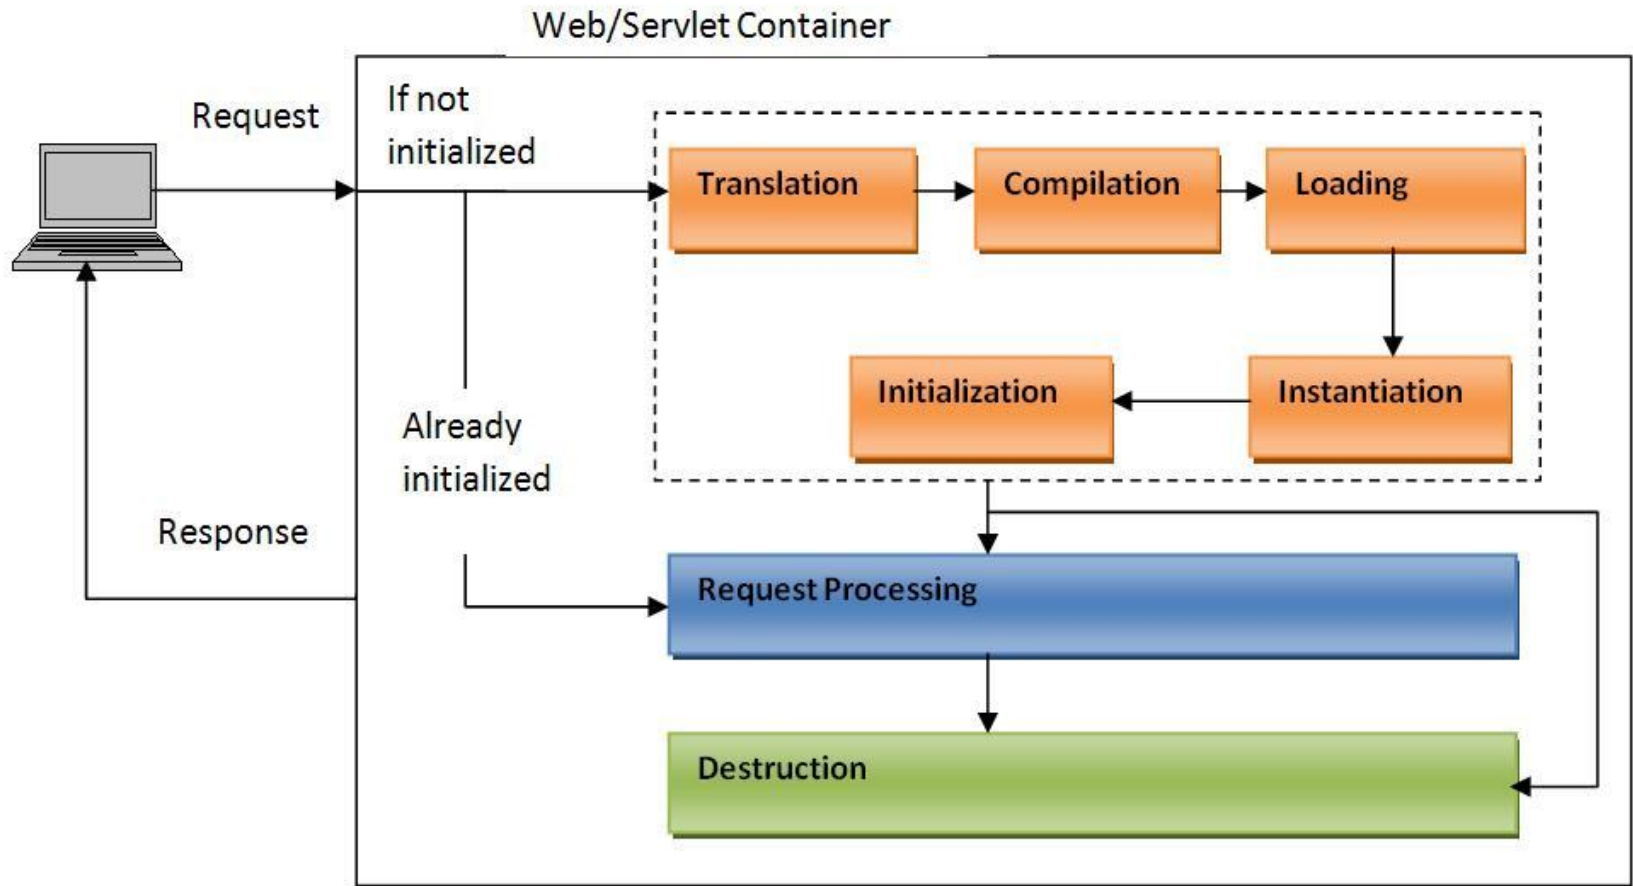 Web/Servlet Container
Request
If not
initialized
Translation
Compilation
Loading
Initialization
Instantiation
Already
initialized
Response
Request Processing
Destruction